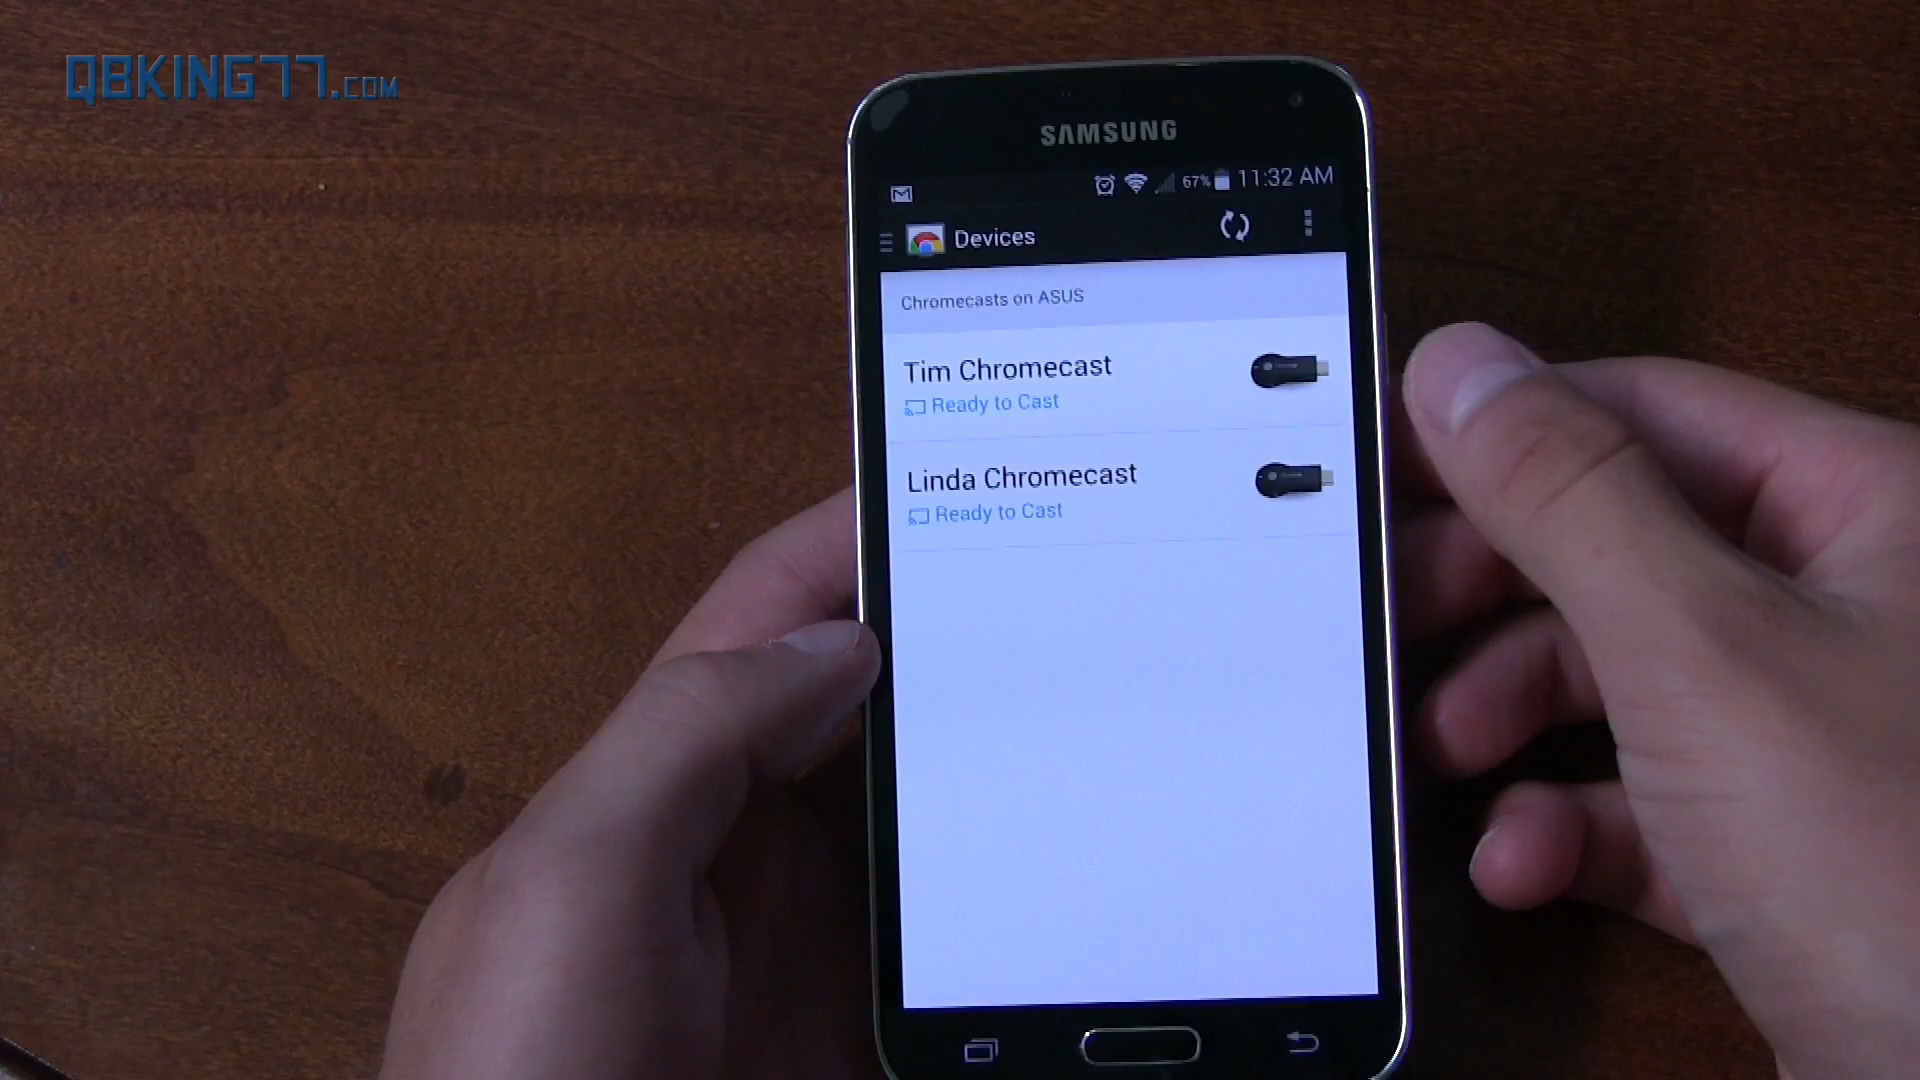 QBKING77.COM
SAMSUNG
67% 11:32 AM
Devices
Chromecasts on ASUS
Tim Chromecast
Ready to Cast
Linda Chromecast
Ready to Cast